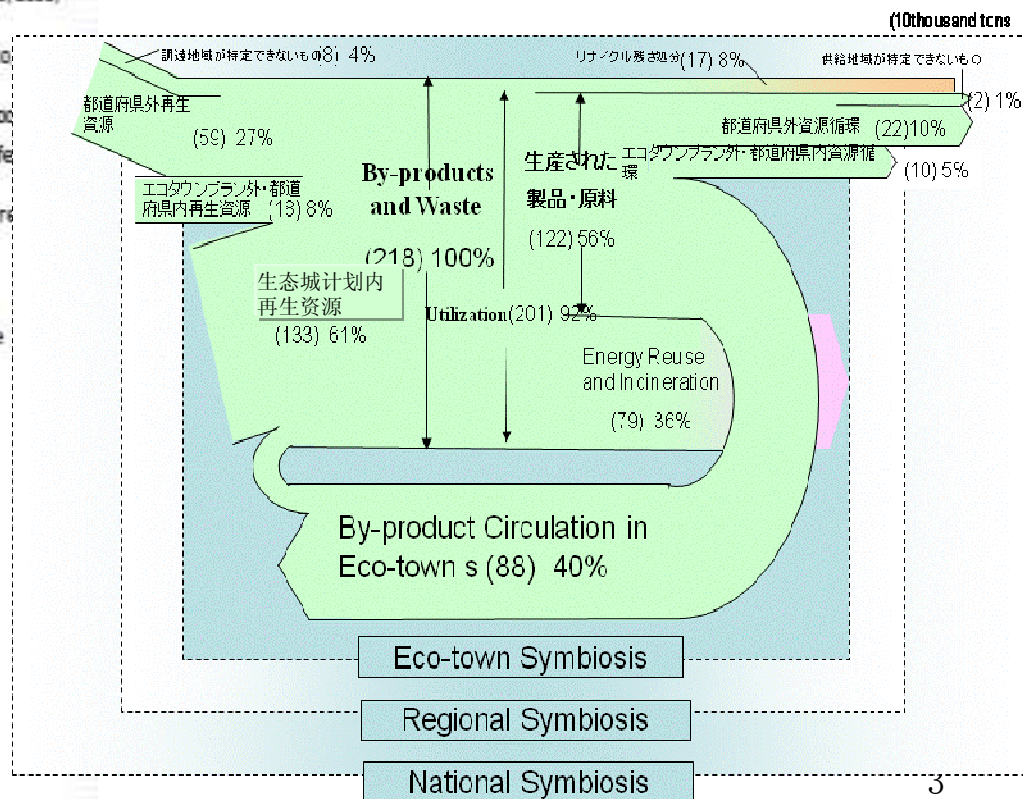 (10thousand tons
調達地域が特定できないもの(8) 4%
リサイクル残さ処分(17) 8%
供給地域が特定できないもの
(2) 1%
都道府県外再生
資源
(59) 27%
都道府県外資源循環 (22)10%
エコタウンプラン外・都道府県内資源循
環
(10) 5%
エコタウンプラン外・都道
府県内再生資源 (18) 8%
By-products
and Waste
(218) 100%
生産された
製品・原料
(122) 56%
生态城计划内
再生资源
(133) 61%
Utilization(201) 92%
Energy Reuse
and Incineration
(79) 36%
By-product Circulation in
Eco-town s (88) 40%
Eco-town Symbiosis
Regional Symbiosis
National Symbiosis
3